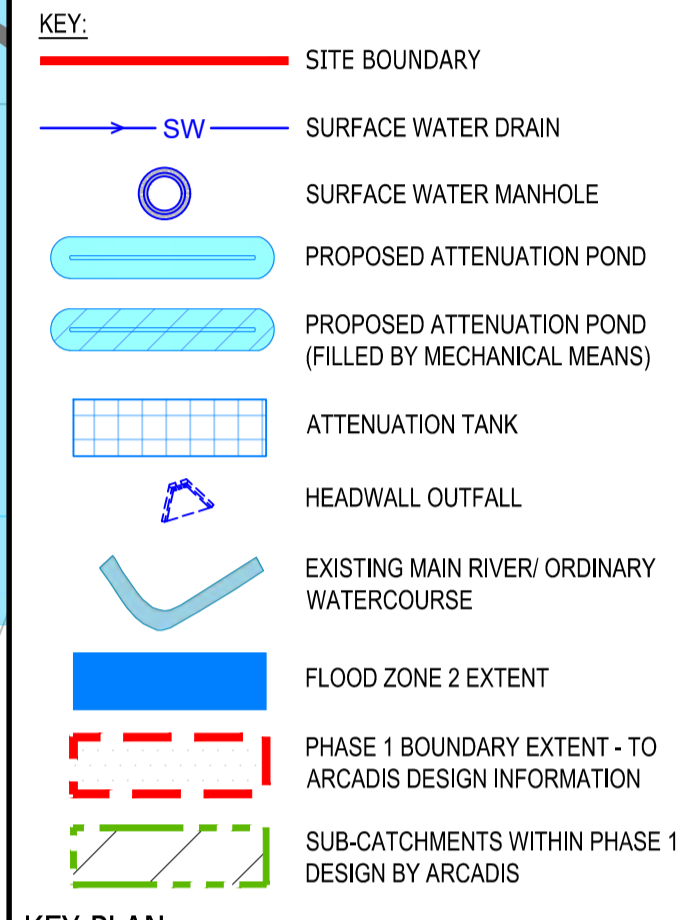 KEY:
SITE BOUNDARY
SW
SURFACE WATER DRAIN
SURFACE WATER MANHOLE
PROPOSED ATTENUATION POND
PROPOSED ATTENUATION POND
(FILLED BY MECHANICAL MEANS)
ATTENUATION TANK
HEADWALL OUTFALL
EXISTING MAIN RIVER/ ORDINARY
WATERCOURSE
FLOOD ZONE 2 EXTENT
PHASE 1 BOUNDARY EXTENT - TO
ARCADIS DESIGN INFORMATION
SUB-CATCHMENTS WITHIN PHASE 1
DESIGN BY ARCADIS
KEY PLAN